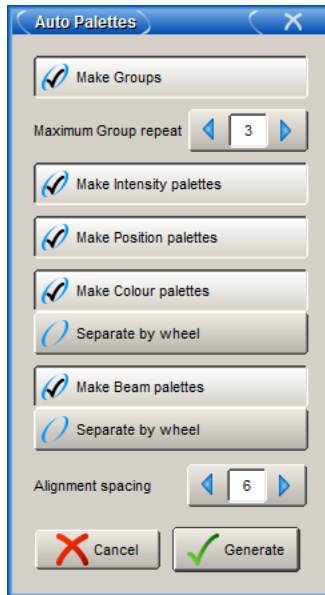 Auto Palettes
Make Groups
Maximum Group repeat 3
Make Intensity palettes
Make Position palettes
Make Colour palettes
Separate by wheel
Make Beam palettes
Separate by wheel
Alignment spacing 6
Cancel Generate